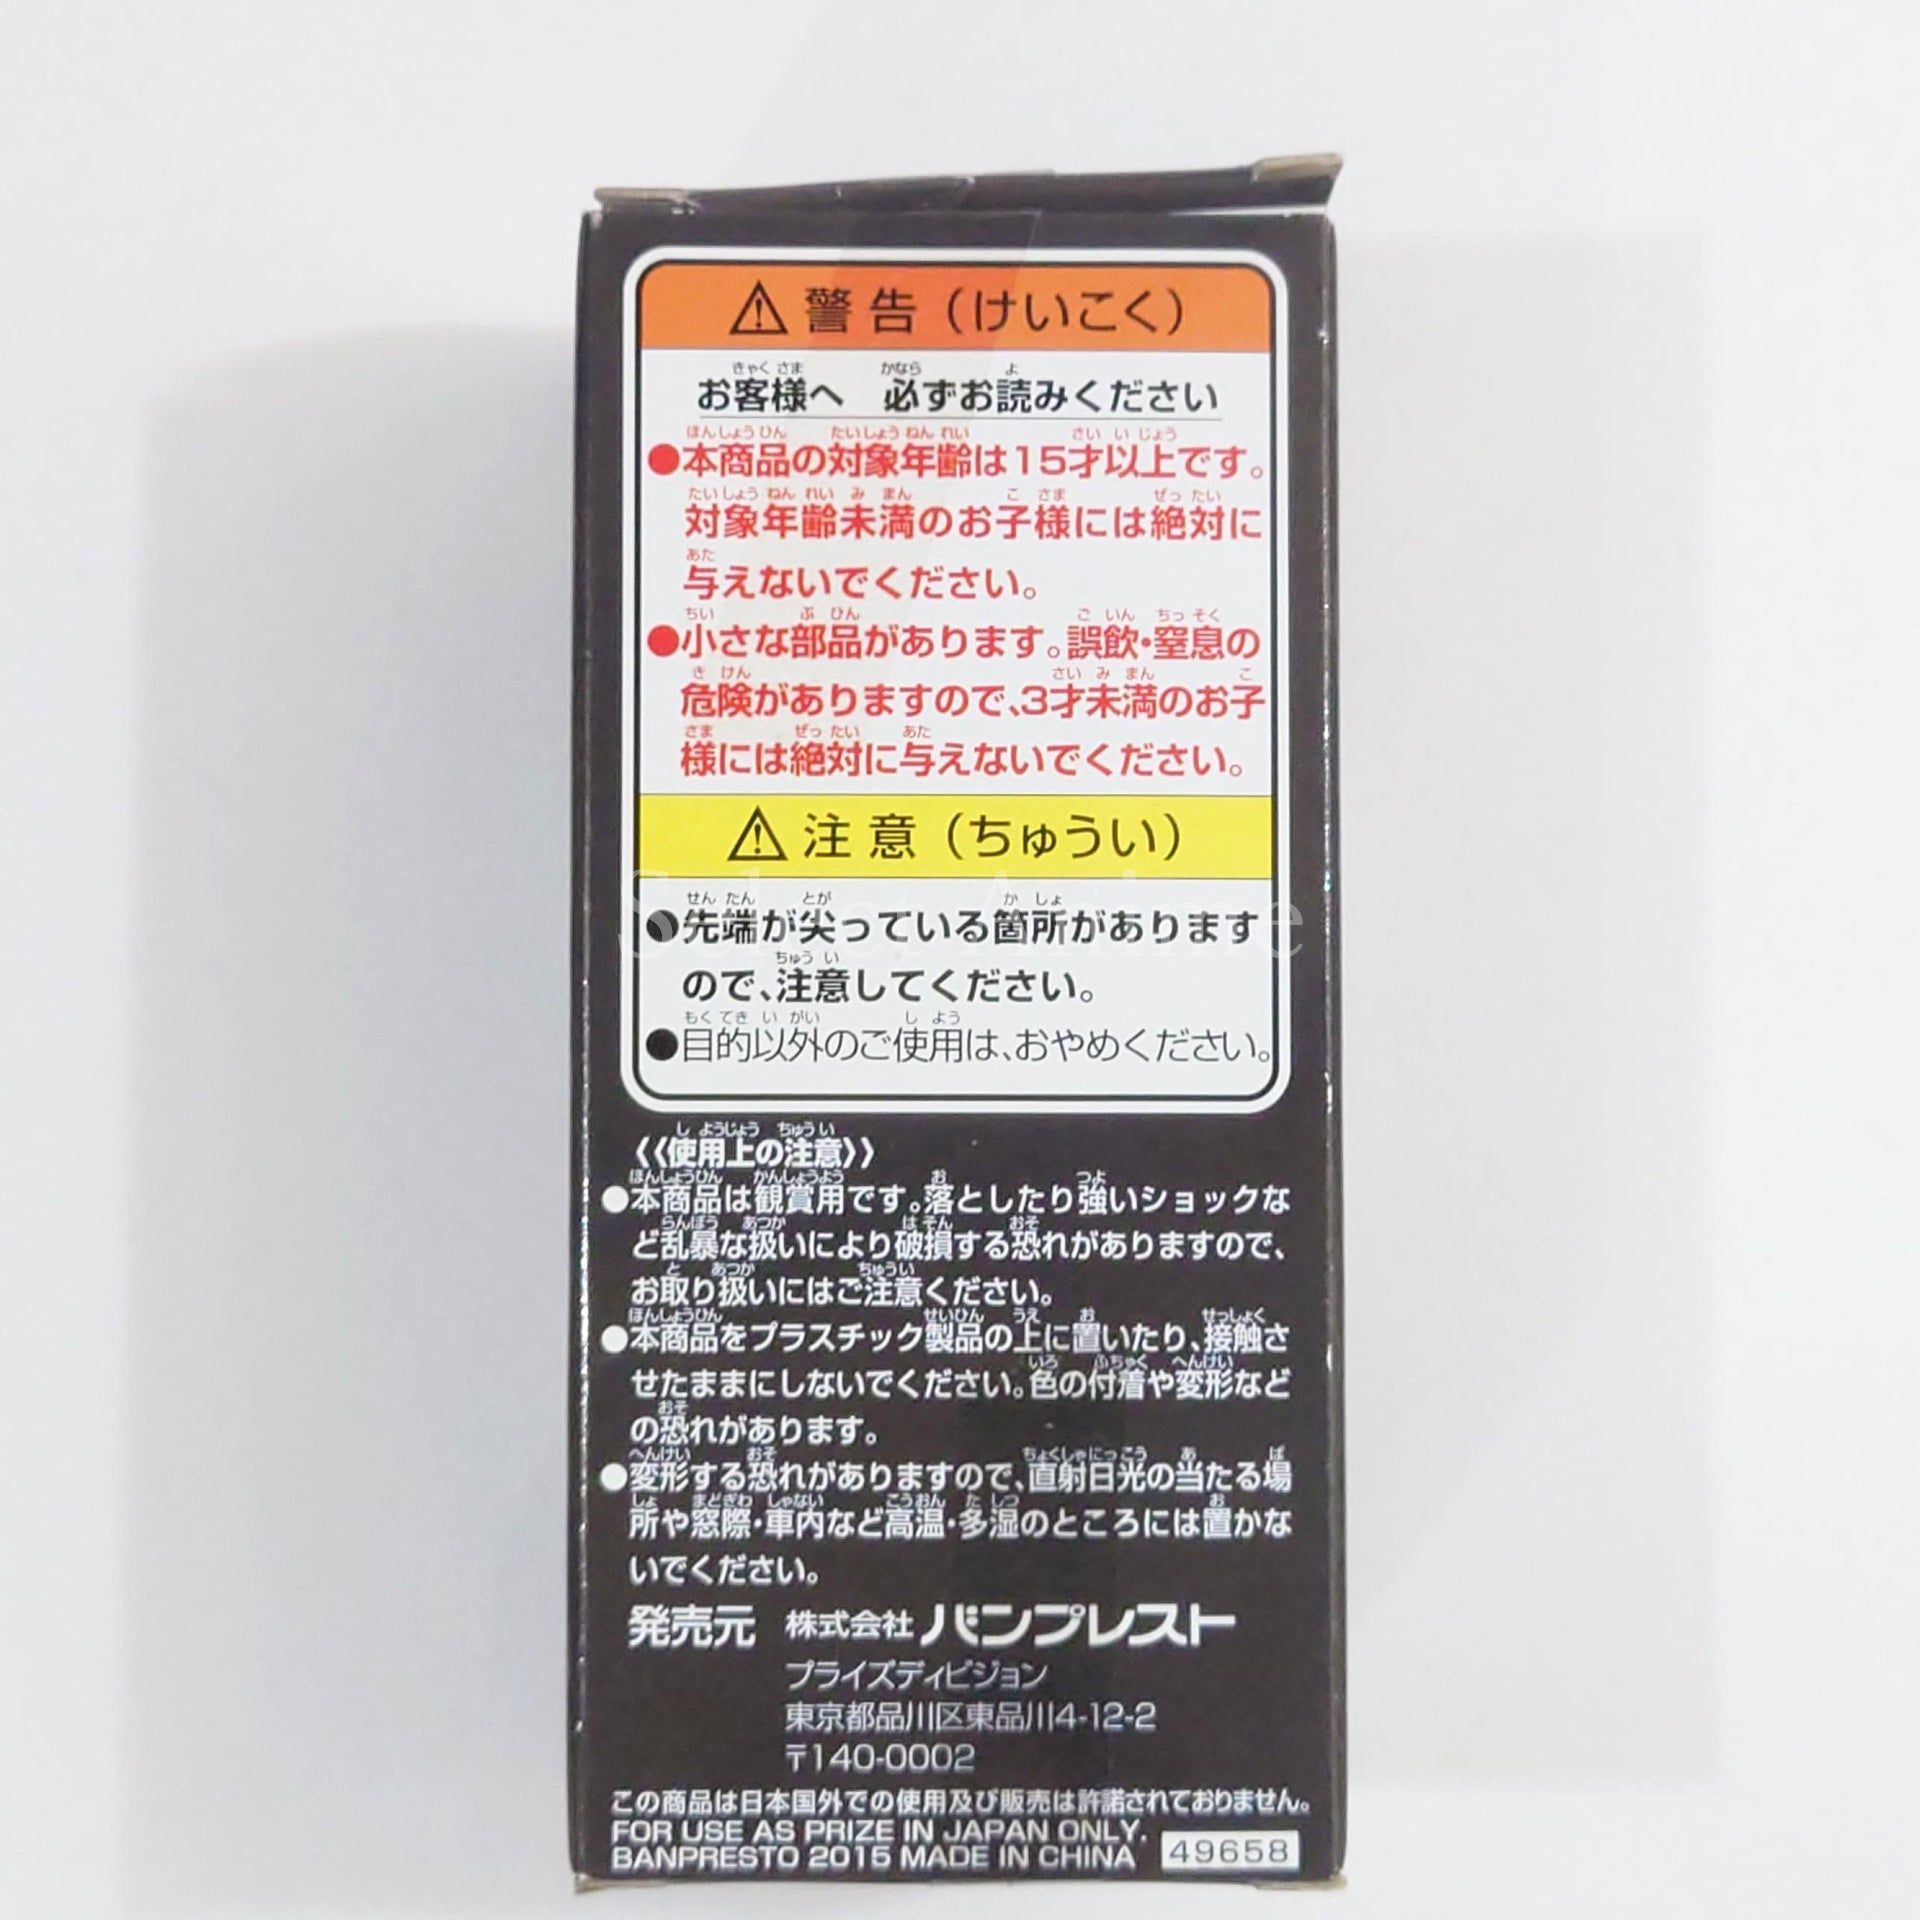 警告（けいこく）
お客様へ 必ずお読みください
●本商品の対象年齢は15才以上です。
対象年齢未満のお子様には絶対に
与えないでください。
●小さな部品があります。誤飲・窒息の
危険がありますので、3才未満のお子
様には絶対に与えないでください。
注意（ちゅうい）
●先端が尖っている箇所があります
ので、注意してください。
●目的以外のご使用は、おやめください。
Select Anime
《使用上の注意》
●本商品は観賞用です。落としたり強いショックな
ど乱暴な扱いにより破損する恐れがありますので、
お取り扱いにはご注意ください。
●本商品をプラスチック製品の上に置いたり、接触さ
せたままにしないでください。色の付着や変形など
の恐れがあります。
●変形する恐れがありますので、直射日光の当たる場
所や窓際・車内など高温・多湿のところには置かな
いでください。
発売元 株式会社 バンプレスト
プライズディビジョン
東京都品川区東品川4-12-2
〒140-0002
この商品は日本国外での使用及び販売は許諾されておりません。
FOR USE AS PRIZE IN JAPAN ONLY.
BANPRESTO 2015 MADE IN CHINA 49658